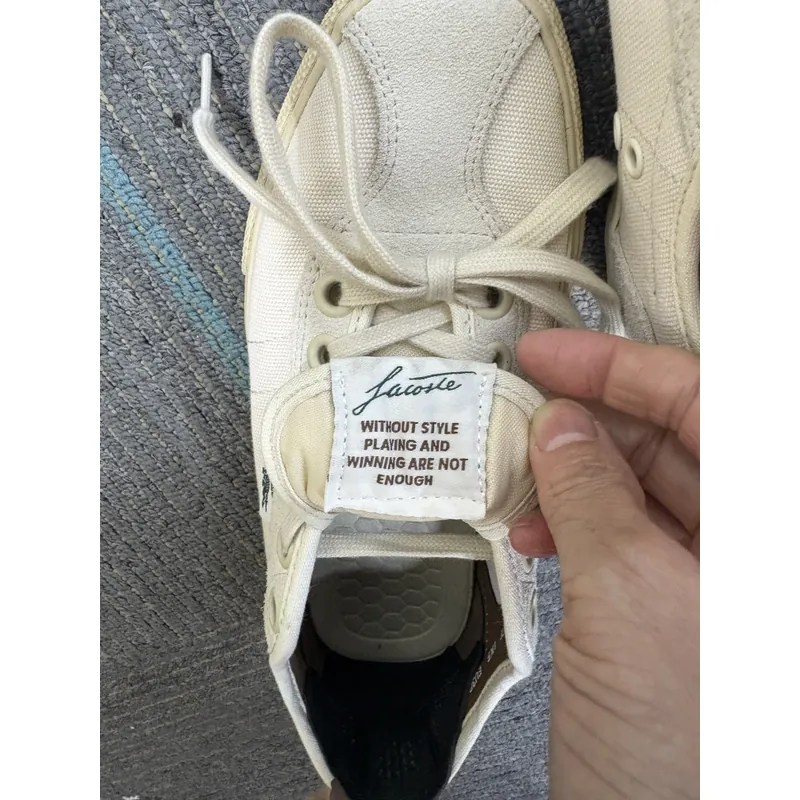 Lacoste
WITHOUT STYLE
PLAYING AND
WINNING ARE NOT
ENOUGH